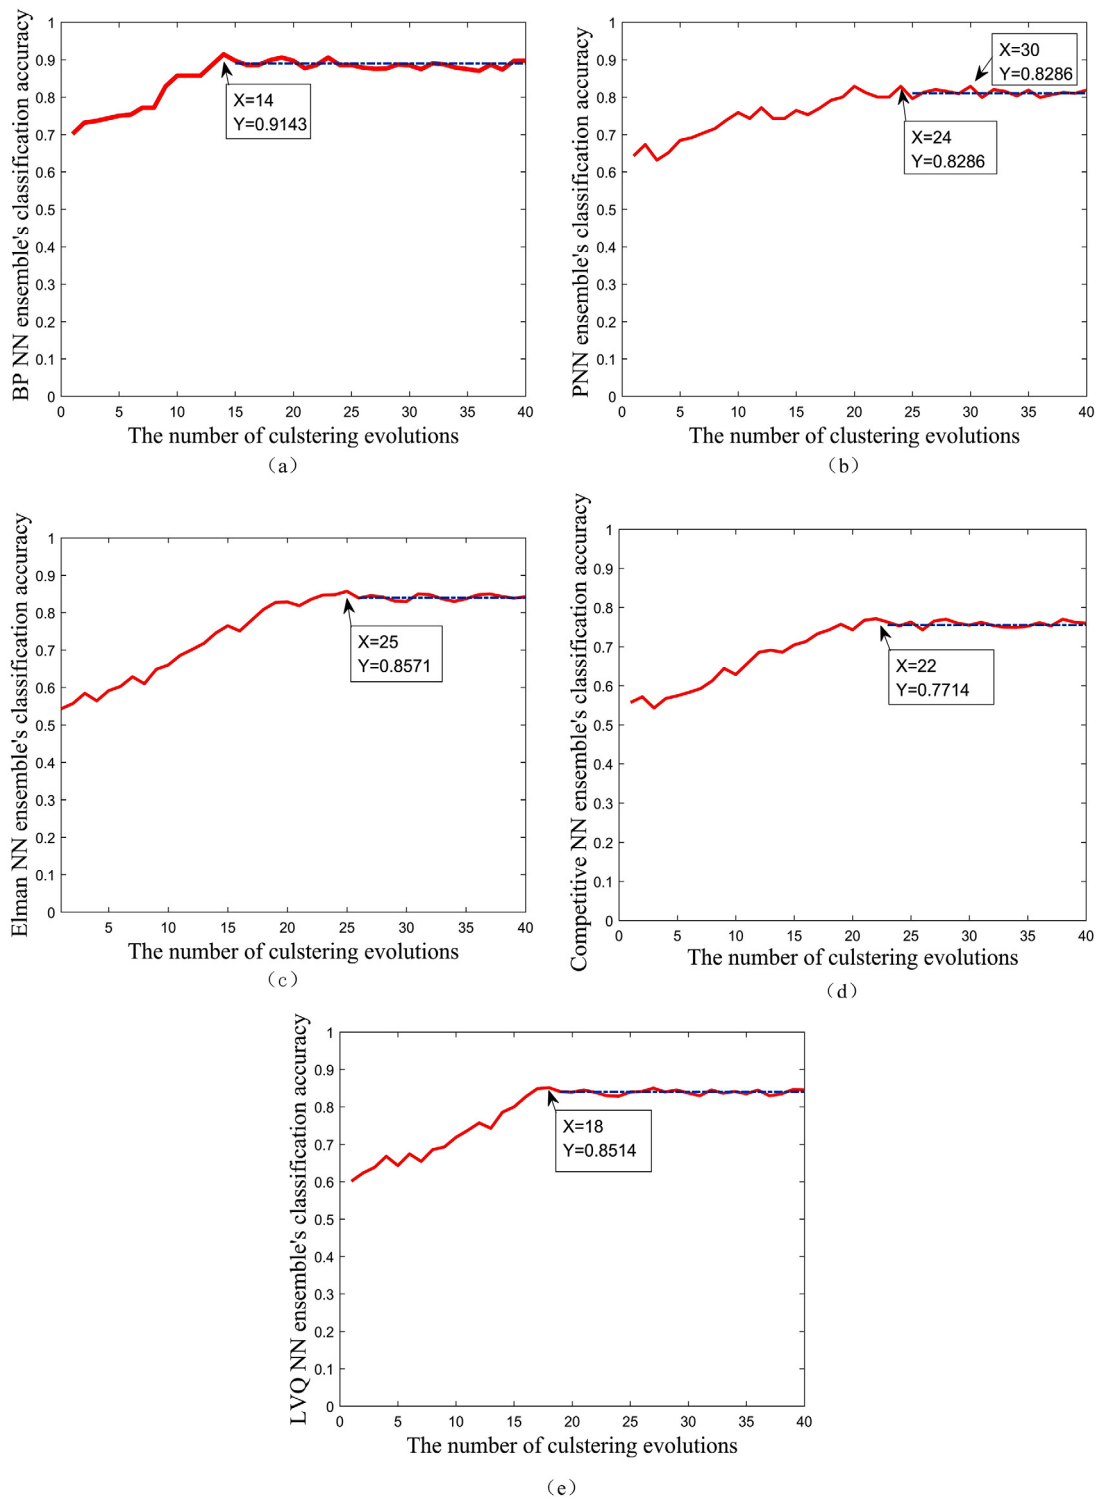 BP NN ensemble's classification accuracy
1
0.9
0.8
0.7
0.6
0.5
0.4
0.3
0.2
0.1
0
X=14
Y=0.9143
0 5 10 15 20 25 30 35 40
The number of culstering evolutions
(a)
PNN ensemble's classification accuracy
1
0.9
0.8
0.7
0.6
0.5
0.4
0.3
0.2
0.1
0
X=30
Y=0.8286
X=24
Y=0.8286
0 5 10 15 20 25 30 35 40
The number of clustering evolutions
(b)
Elman NN ensemble's classification accuracy
1
0.9
0.8
0.7
0.6
0.5
0.4
0.3
0.2
0.1
0
X=25
Y=0.8571
5 10 15 20 25 30 35 40
The number of culstering evolutions
(c)
Competitive NN ensemble's classification accuracy
1
0.9
0.8
0.7
0.6
0.5
0.4
0.3
0.2
0.1
0
X=22
Y=0.7714
0 5 10 15 20 25 30 35 40
The number of culstering evolutions
(d)
LVQ NN ensemble's classification accuracy
1
0.9
0.8
0.7
0.6
0.5
0.4
0.3
0.2
0.1
0
X=18
Y=0.8514
0 5 10 15 20 25 30 35 40
The number of culstering evolutions
(e)